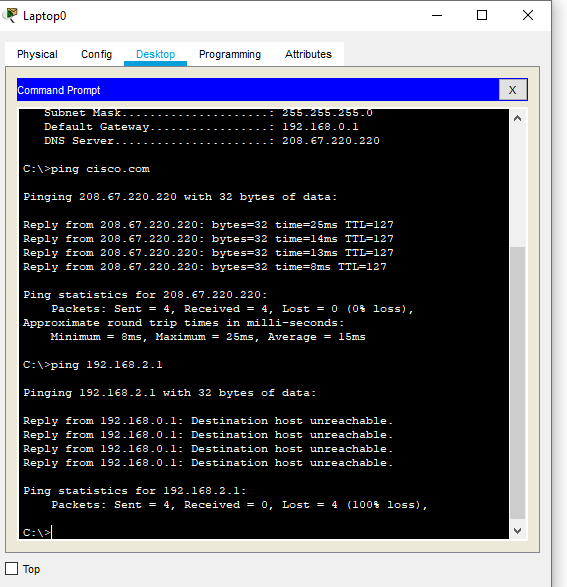 Laptop0
Physical Config Desktop Programming Attributes
Command Prompt X
Subnet Mask......................: 255.255.255.0
Default Gateway.................: 192.168.0.1
DNS Server......................: 208.67.220.220
C:\>ping cisco.com
Pinging 208.67.220.220 with 32 bytes of data:
Reply from 208.67.220.220: bytes=32 time=25ms TTL=127
Reply from 208.67.220.220: bytes=32 time=14ms TTL=127
Reply from 208.67.220.220: bytes=32 time=13ms TTL=127
Reply from 208.67.220.220: bytes=32 time=8ms TTL=127
Ping statistics for 208.67.220.220:
Packets: Sent = 4, Received = 4, Lost = 0 (0% loss),
Approximate round trip times in milli-seconds:
Minimum = 8ms, Maximum = 25ms, Average = 15ms
C:\>ping 192.168.2.1
Pinging 192.168.2.1 with 32 bytes of data:
Reply from 192.168.0.1: Destination host unreachable.
Reply from 192.168.0.1: Destination host unreachable.
Reply from 192.168.0.1: Destination host unreachable.
Reply from 192.168.0.1: Destination host unreachable.
Ping statistics for 192.168.2.1:
Packets: Sent = 4, Received = 0, Lost = 4 (100% loss),
C:\>
Top